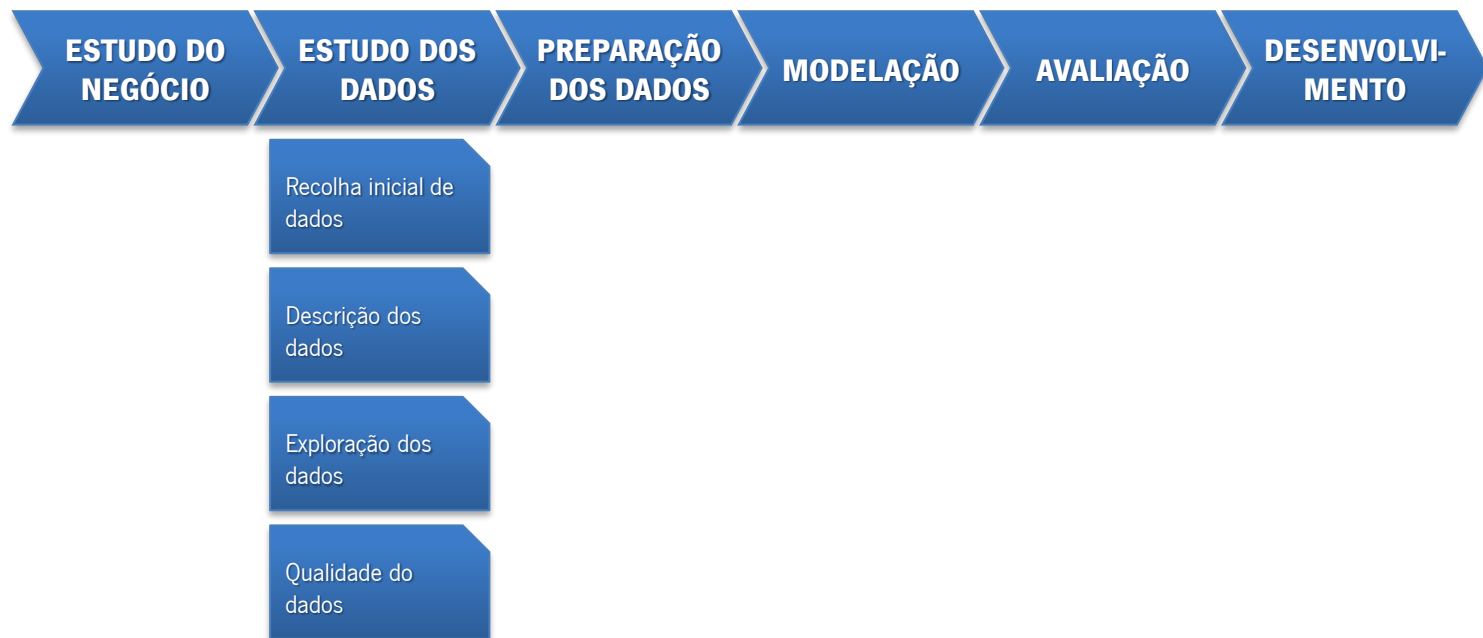 ESTUDO DO
NEGÓCIO
ESTUDO DOS
DADOS
PREPARAÇÃO
DOS DADOS
MODELAÇÃO
AVALIAÇÃO
DESENVOLVI-
MENTO
Recolha inicial de
dados
Descrição dos
dados
Exploração dos
dados
Qualidade do
dados